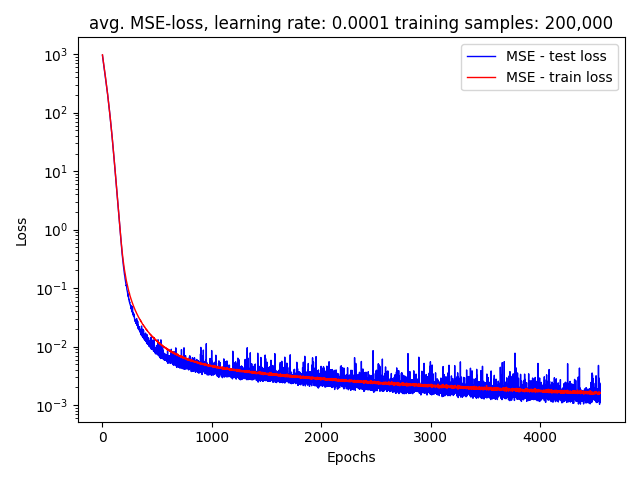 avg. MSE-loss, learning rate: 0.0001 training samples: 200,000
MSE - test loss
MSE - train loss
10³
10²
10¹
10⁰
10⁻¹
10⁻²
10⁻³
Loss
0 1000 2000 3000 4000
Epochs